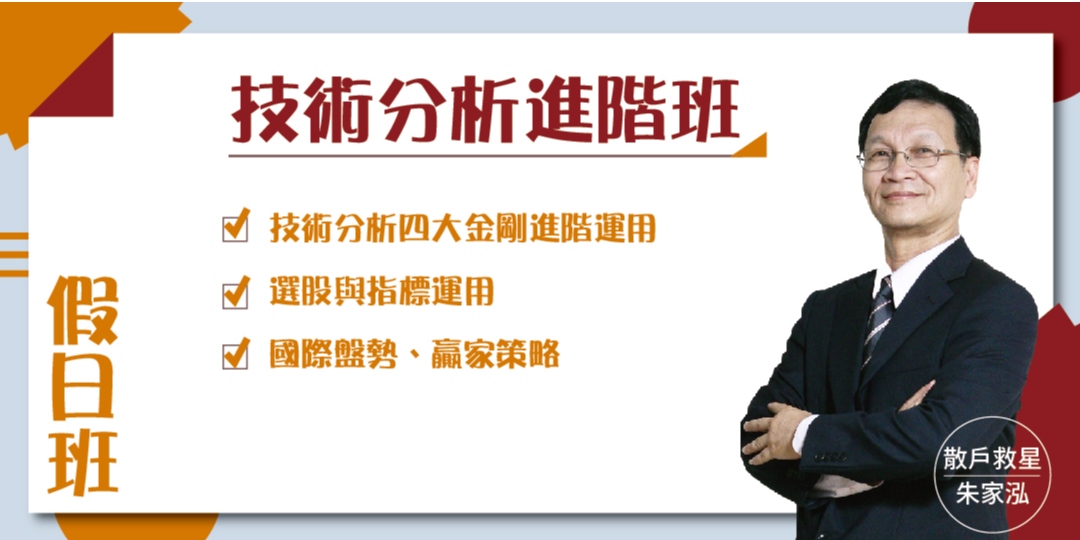 技術分析進階班
技術分析四大金剛進階運用
選股與指標運用
國際盤勢、贏家策略
假日班
散戶救星
朱家泓